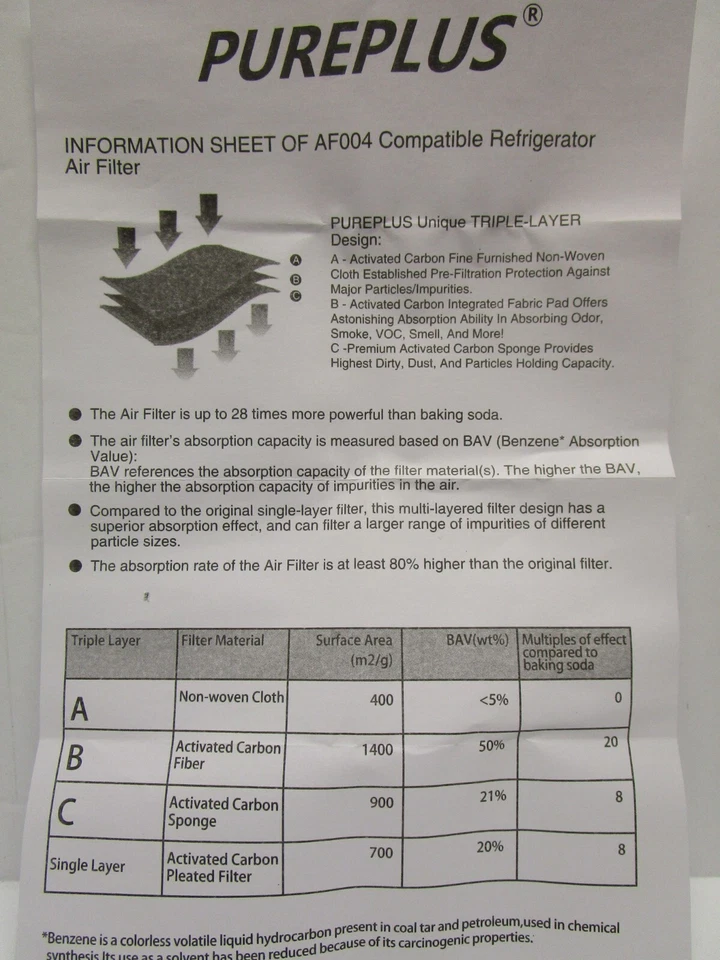 PUREPLUS®
INFORMATION SHEET OF AF004 Compatible Refrigerator
Air Filter
A
B
C
PUREPLUS Unique TRIPLE-LAYER
Design:
A - Activated Carbon Fine Furnished Non-Woven
Cloth Established Pre-Filtration Protection Against
Major Particles/Impurities.
B - Activated Carbon Integrated Fabric Pad Offers
Astonishing Absorption Ability In Absorbing Odor,
Smoke, VOC, Smell, And More!
C -Premium Activated Carbon Sponge Provides
Highest Dirty, Dust, And Particles Holding Capacity.
● The Air Filter is up to 28 times more powerful than baking soda.
● The air filter's absorption capacity is measured based on BAV (Benzene* Absorption
Value):
BAV references the absorption capacity of the filter material(s). The higher the BAV,
the higher the absorption capacity of impurities in the air.
● Compared to the original single-layer filter, this multi-layered filter design has a
superior absorption effect, and can filter a larger range of impurities of different
particle sizes.
● The absorption rate of the Air Filter is at least 80% higher than the original filter.
Triple Layer Filter Material Surface Area (m2/g) BAV(wt%) Multiples of effect compared to baking soda
A Non-woven Cloth 400 <5% 0
B Activated Carbon Fiber 1400 50% 20
C Activated Carbon Sponge 900 21% 8
Single Layer Activated Carbon Pleated Filter 700 20% 8
*Benzene is a colorless volatile liquid hydrocarbon present in coal tar and petroleum,used in chemical
synthesis Its use as a solvent has been reduced because of its carcinogenic properties.